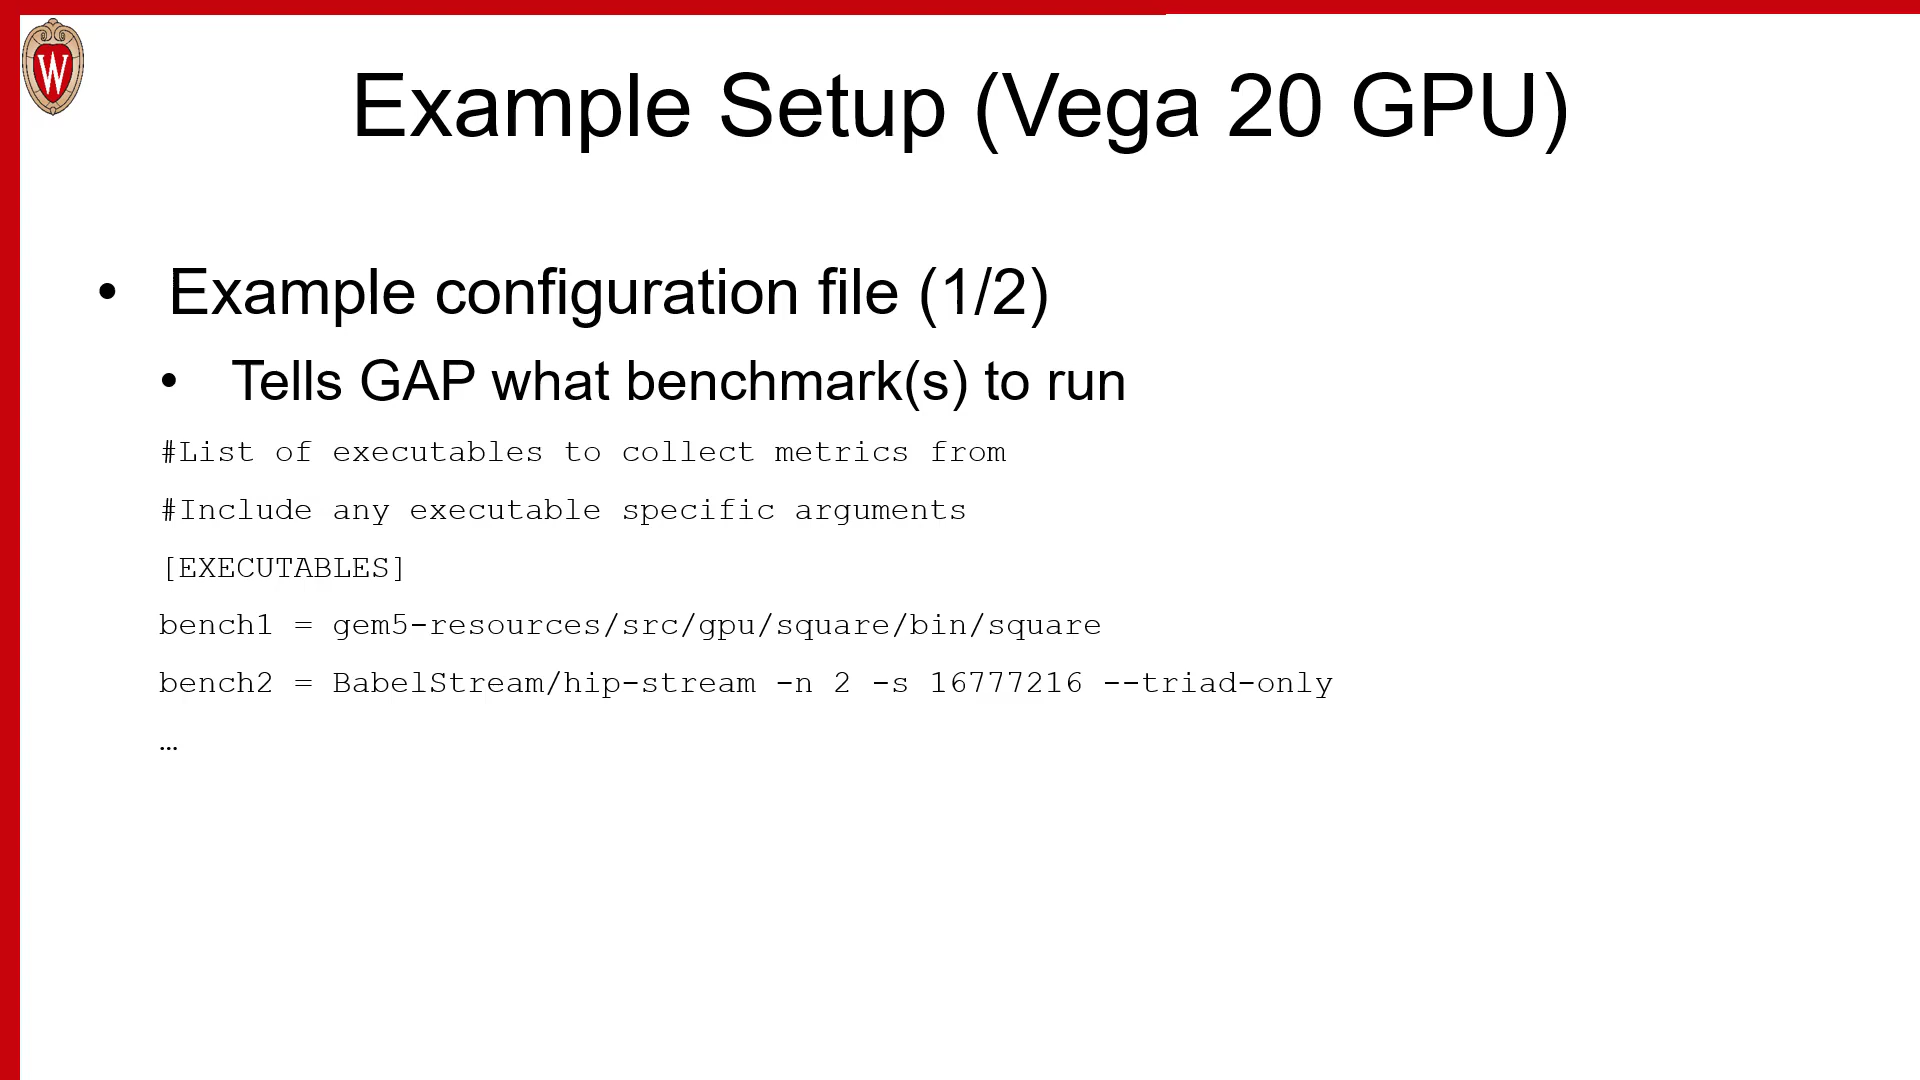 W
Example Setup (Vega 20 GPU)
• Example configuration file (1/2)
• Tells GAP what benchmark(s) to run
#List of executables to collect metrics from
#Include any executable specific arguments
[EXECUTABLES]
bench1 = gem5-resources/src/gpu/square/bin/square
bench2 = BabelStream/hip-stream -n 2 -s 16777216 --triad-only
…